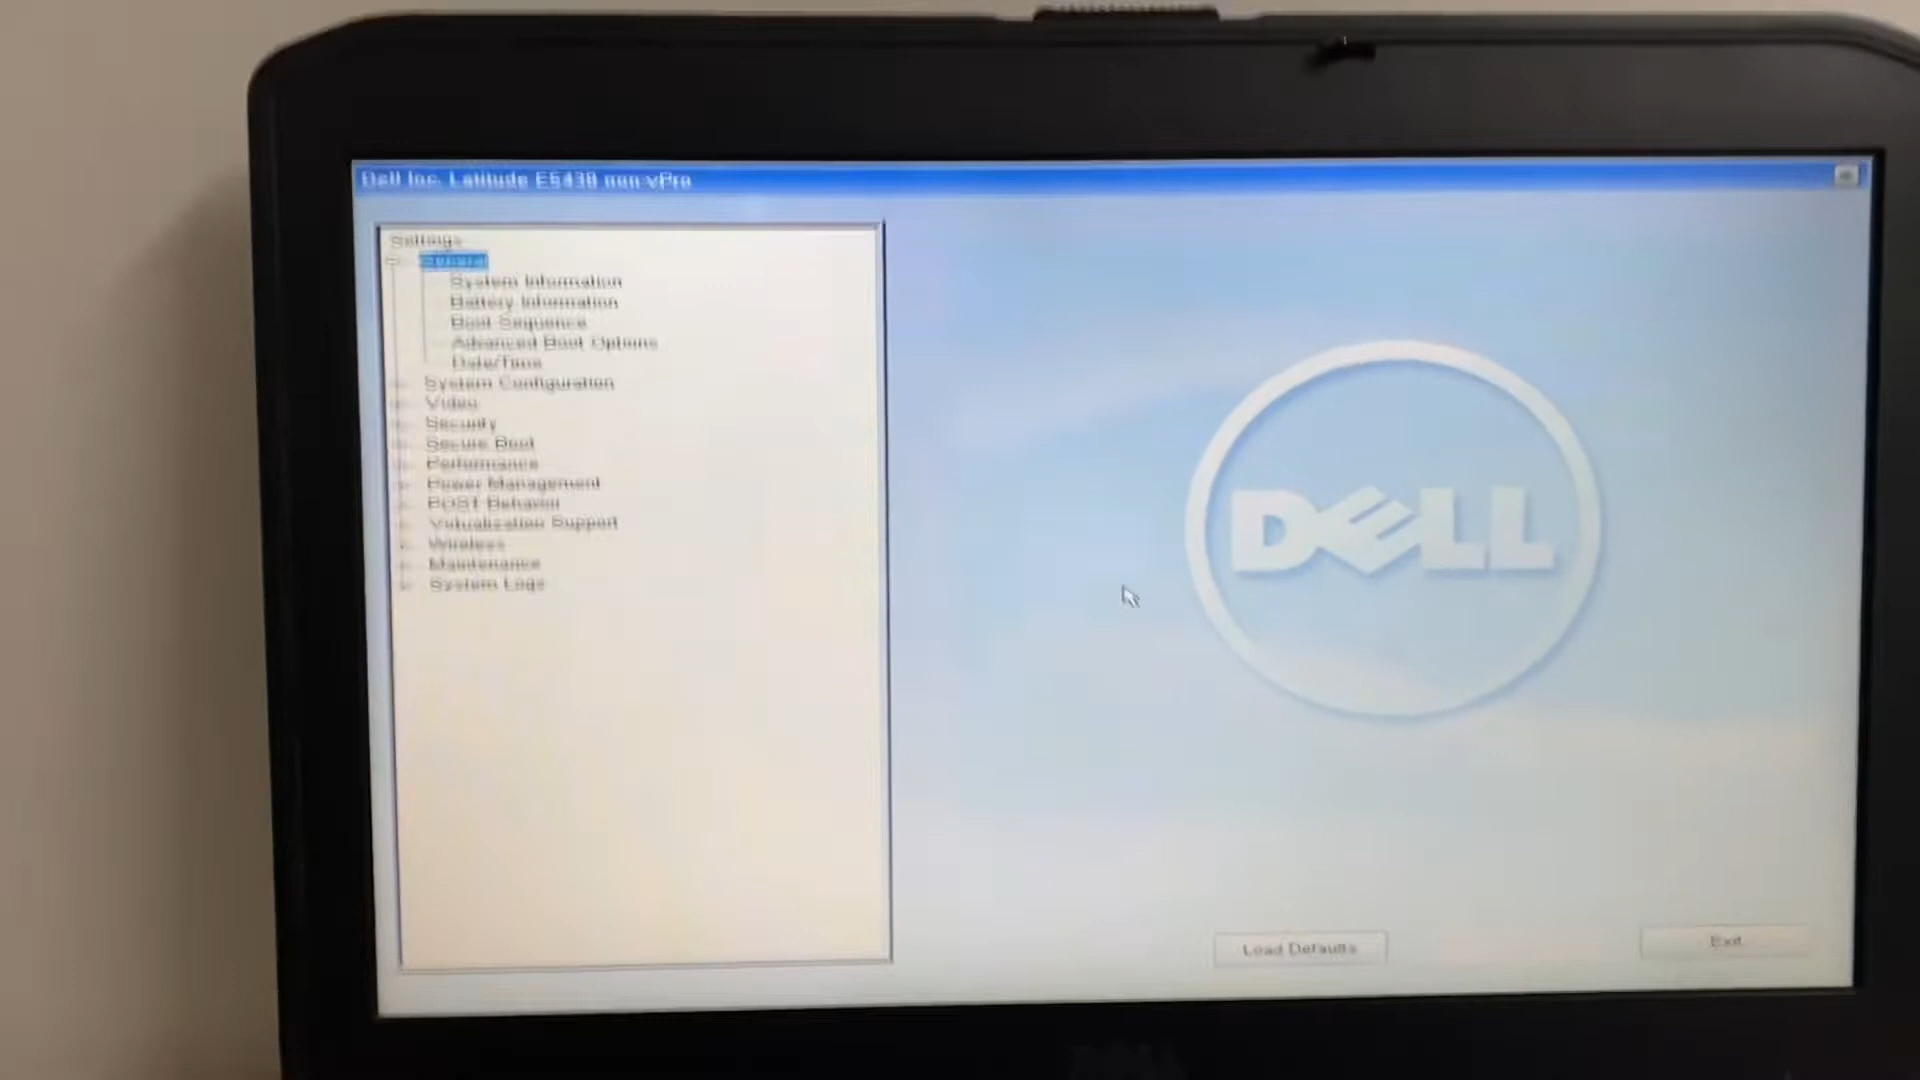 Dell Inc. Latitude E5430 non-vPro
Settings
General
System Information
Battery Information
Boot Sequence
Advanced Boot Options
Date/Time
System Configuration
Video
Security
Secure Boot
Performance
Power Management
POST Behavior
Virtualization Support
Wireless
Maintenance
System Logs
DELL
Load Defaults
Exit